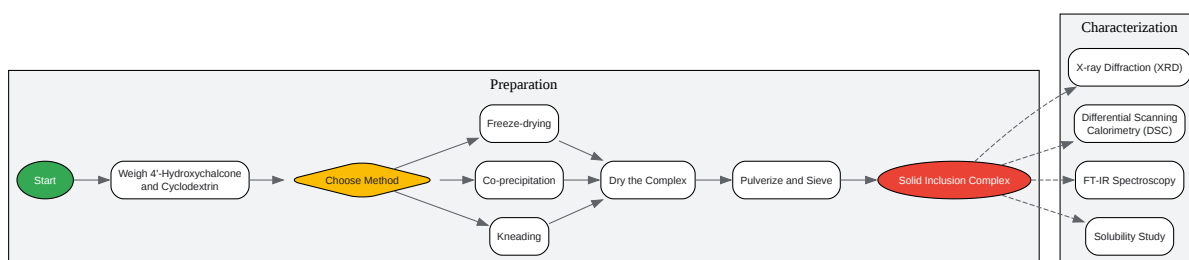 Preparation
Start
Weigh 4'-Hydroxychalcone
and Cyclodextrin
Choose Method
Freeze-drying
Co-precipitation
Kneading
Dry the Complex
Pulverize and Sieve
Solid Inclusion Complex
Characterization
X-ray Diffraction (XRD)
Differential Scanning
Calorimetry (DSC)
FT-IR Spectroscopy
Solubility Study